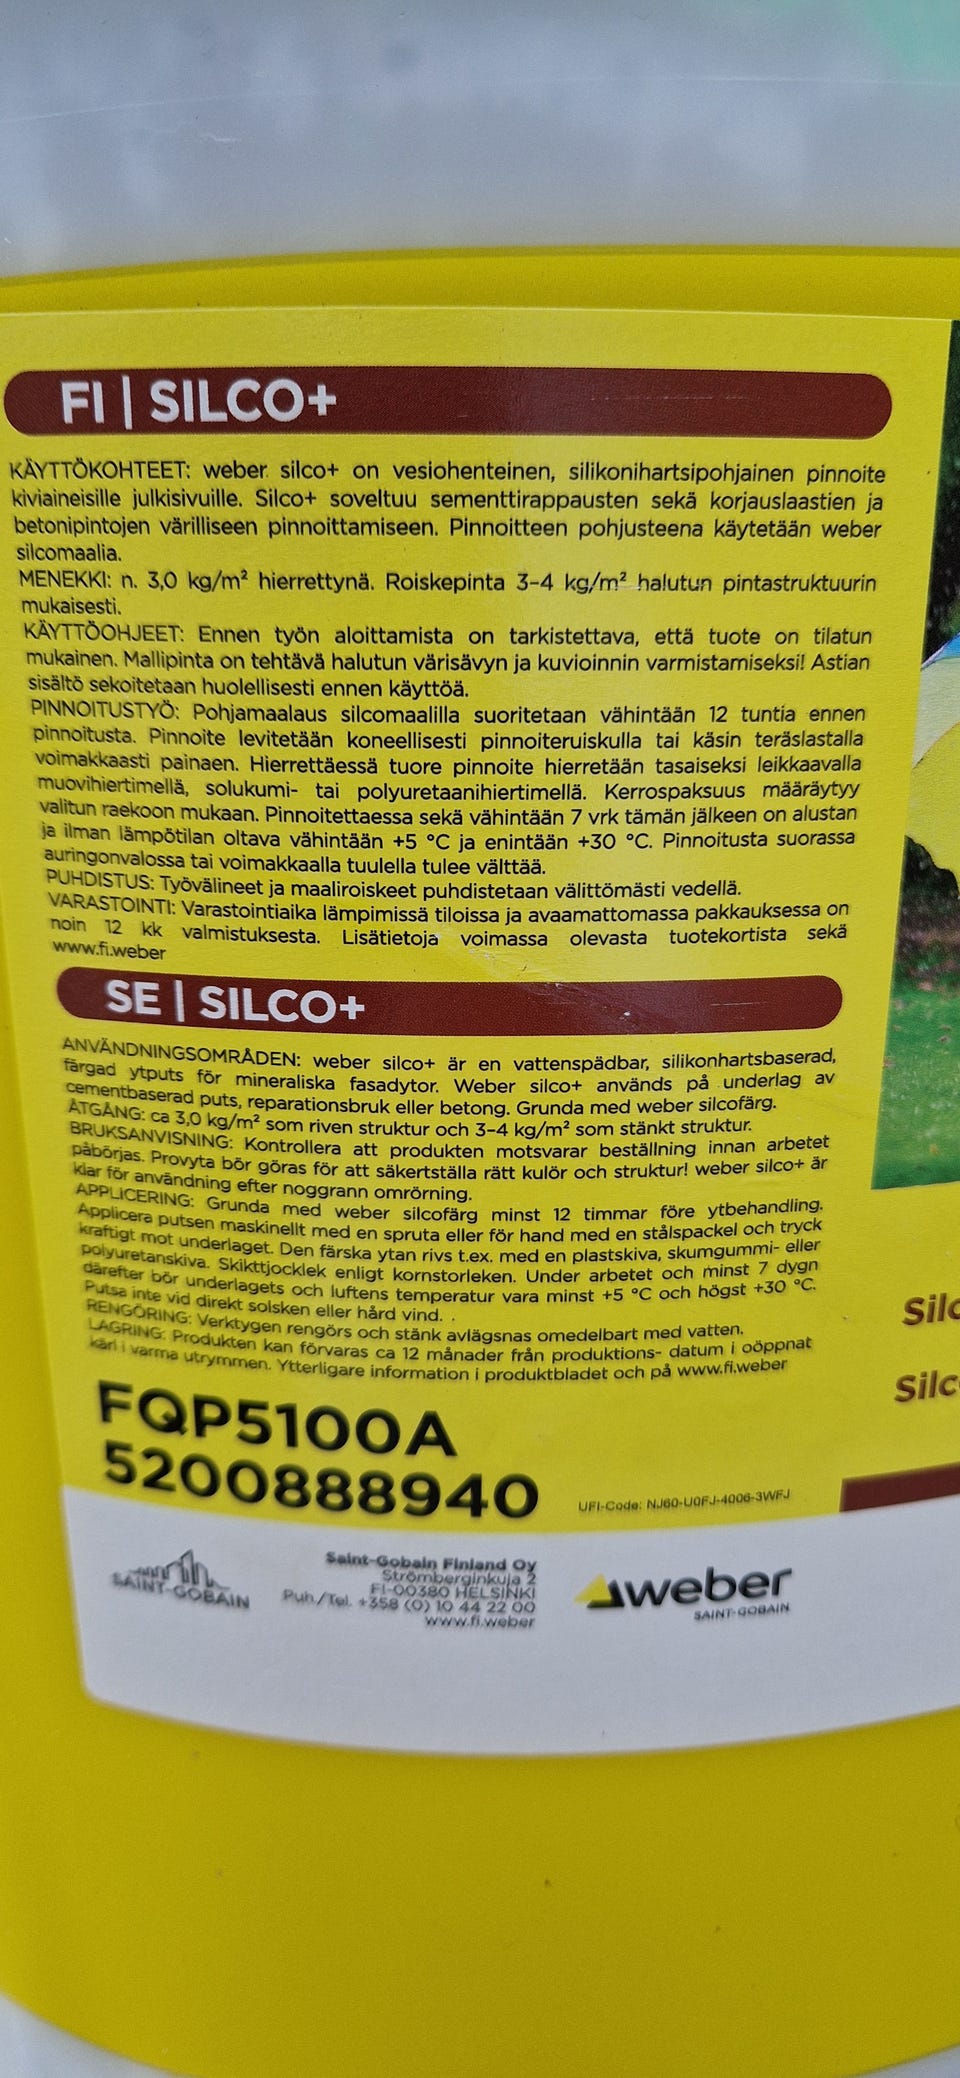 FI | SILCO+
KÄYTTÖKOHTEET: weber silco+ on vesiohenteinen, silikonihartsipohjainen pinnoite
kiviaineisille julkisivuille. Silco+ soveltuu sementtirappausten sekä korjauslaastien ja
betonipintojen värilliseen pinnoittamiseen. Pinnoitteen pohjusteena käytetään weber
silcomaalia.
MENEKKI: n. 3,0 kg/m² hierrettynä. Roiskepinta 3-4 kg/m² halutun pintastruktuurin
mukaisesti.
KÄYTTÖOHJEET: Ennen työn aloittamista on tarkistettava, että tuote on tilatun
mukainen. Mallipinta on tehtävä halutun värisävyn ja kuvioinnin varmistamiseksi! Astian
sisältö sekoitetaan huolellisesti ennen käyttöä.
PINNOITUSTYÖ: Pohjamaalaus silcomaalilla suoritetaan vähintään 12 tuntia ennen
pinnoitusta. Pinnoite levitetään koneellisesti pinnoiteruiskulla tai käsin teräslastalla
voimakkaasti painaen. Hierrettäessä tuore pinnoite hierretään tasaiseksi leikkaavalla
muovihiertimellä, solukumi- tai polyuretaanihiertimellä. Kerrospaksuus määräytyy
valitun raekoon mukaan. Pinnoitettaessa sekä vähintään 7 vrk tämän jälkeen on alustan
ja ilman lämpötilan oltava vähintään +5 °C ja enintään +30 °C. Pinnoitusta suorassa
auringonvalossa tai voimakkaalla tuulella tulee välttää.
PUHDISTUS: Työvälineet ja maaliroiskeet puhdistetaan välittömästi vedellä.
VARASTOINTI: Varastointiaika lämpimissä tiloissa ja avaamattomassa pakkauksessa on
noin 12 kk valmistuksesta. Lisätietoja voimassa olevasta tuotekortista sekä
www.fi.weber
SE | SILCO+
ANVÄNDNINGSOMRÅDEN: weber silco+ är en vattenspädbar, silikonhartsbaserad,
färgad ytputs för mineraliska fasadytor. Weber silco+ används på underlag av
cementbaserad puts, reparationsbruk eller betong. Grunda med weber silcofärg.
ÅTGÅNG: ca 3,0 kg/m² som riven struktur och 3-4 kg/m² som stänkt struktur.
BRUKSANVISNING: Kontrollera att produkten motsvarar beställning innan arbetet
påbörjas. Provyta bör göras för att säkertställa rätt kulör och struktur! weber silco+ är
klar för användning efter noggrann omrörning.
APPLICERING: Grunda med weber silcofärg minst 12 timmar före ytbehandling.
Applicera putsen maskinellt med en spruta eller för hand med en stålspackel och tryck
kraftigt mot underlaget. Den färska ytan rivs t.ex. med en plastskiva, skumgummi- eller
polyuretanskiva. Skikttjocklek enligt kornstorleken. Under arbetet och minst 7 dygn
därefter bör underlagets och luftens temperatur vara minst +5 °C och högst +30 °C.
Putsa inte vid direkt solsken eller hård vind. .
RENGÖRING: Verktygen rengörs och stänk avlägsnas omedelbart med vatten.
LAGRING: Produkten kan förvaras ca 12 månader från produktions- datum i oöppnat
kärl i varma utrymmen. Ytterligare information i produktbladet och på www.fi.weber
FQP5100A
5200888940
UFI-Code: NJ60-U0FJ-4006-3WFJ
SAINT-GOBAIN
Saint-Gobain Finland Oy
Strömberginkuja 2
FI-00380 HELSINKI
Puh./Tel. +358 (0) 10 44 22 00
www.fi.weber
weber
SAINT-GOBAIN
Silc
Silc